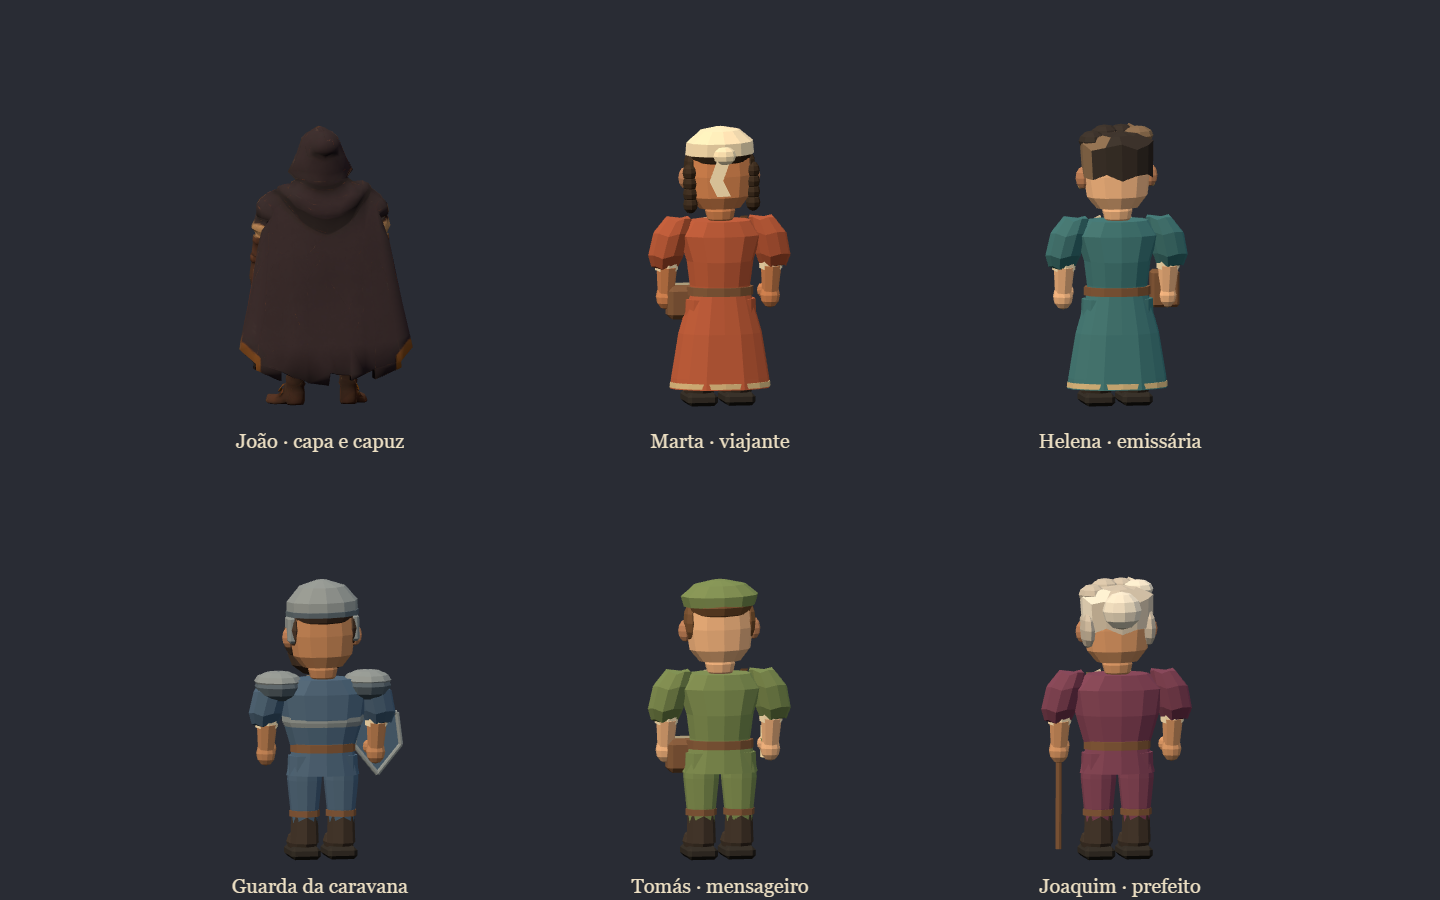 João · capa e capuz
Marta · viajante
Helena · emissária
Guarda da caravana
Tomás · mensageiro
Joaquim · prefeito